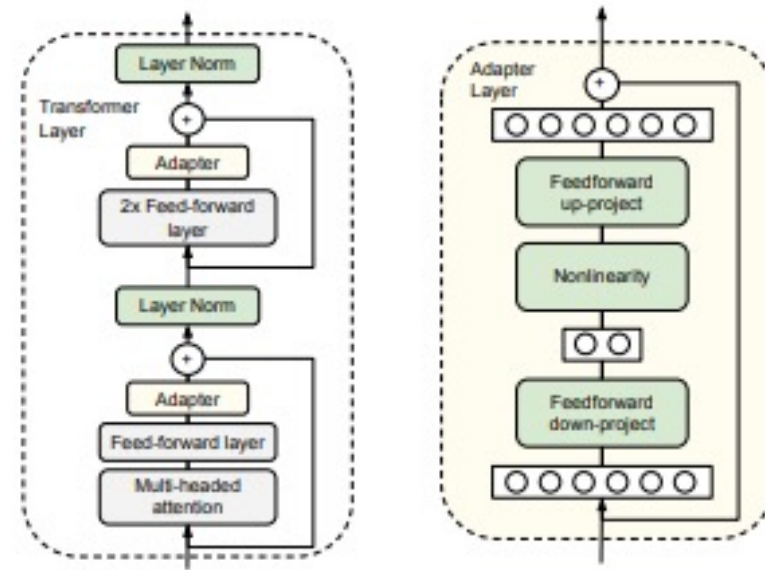 Layer Norm
Transformer
Layer
+
Adapter
2x Feed-forward
layer
Layer Norm
+
Adapter
Feed-forward layer
Multi-headed
attention
Adapter
Layer
+
Feedforward
up-project
Nonlinearity
Feedforward
down-project